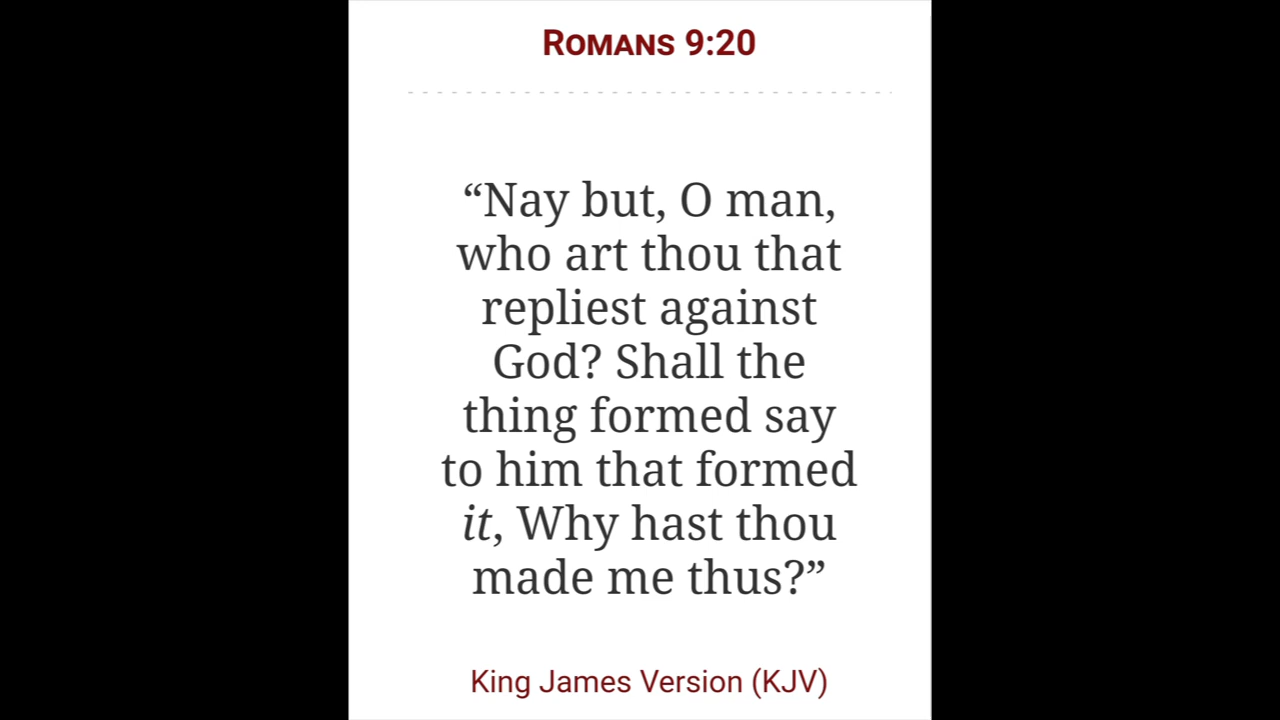 Romans 9:20
“Nay but, O man,
who art thou that
repliest against
God? Shall the
thing formed say
to him that formed
it, Why hast thou
made me thus?”
King James Version (KJV)